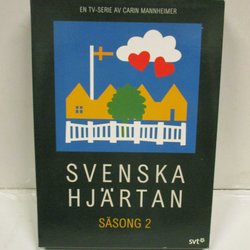 EN TV-SERIE AV CARIN MANNHEIMER
SVENSKA
HJÄRTAN
SÄSONG 2
svt